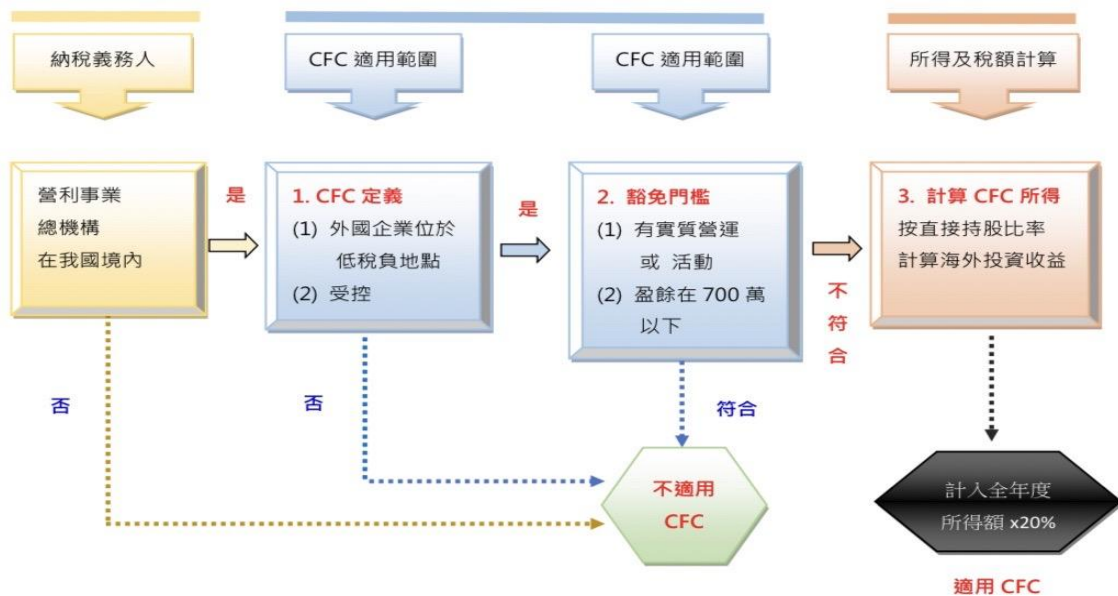 納稅義務人
CFC 適用範圍
CFC 適用範圍
所得及稅額計算
營利事業
總機構
在我國境內
是
1. CFC 定義
(1) 外國企業位於
低稅負地點
(2) 受控
是
2. 豁免門檻
(1) 有實質營運
或 活動
(2) 盈餘在 700 萬
以下
不
符
合
3. 計算 CFC 所得
按直接持股比率
計算海外投資收益
否
否
符合
不適用
CFC
計入全年度
所得額 x20%
適用 CFC